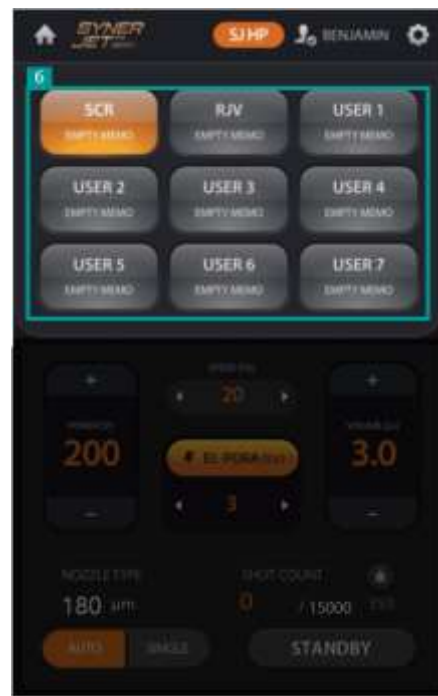 SYNER
JET
SJ HP
BENJAMIN
6
SCR
EMPTY MEMO
RJV
EMPTY MEMO
USER 1
EMPTY MEMO
USER 2
EMPTY MEMO
USER 3
EMPTY MEMO
USER 4
EMPTY MEMO
USER 5
EMPTY MEMO
USER 6
EMPTY MEMO
USER 7
EMPTY MEMO
+
20
+
200
3.0
-
3
-
NOZZLE TYPE
SHOT COUNT
180 µm
0 / 15000
AUTO
SINGLE
STANDBY